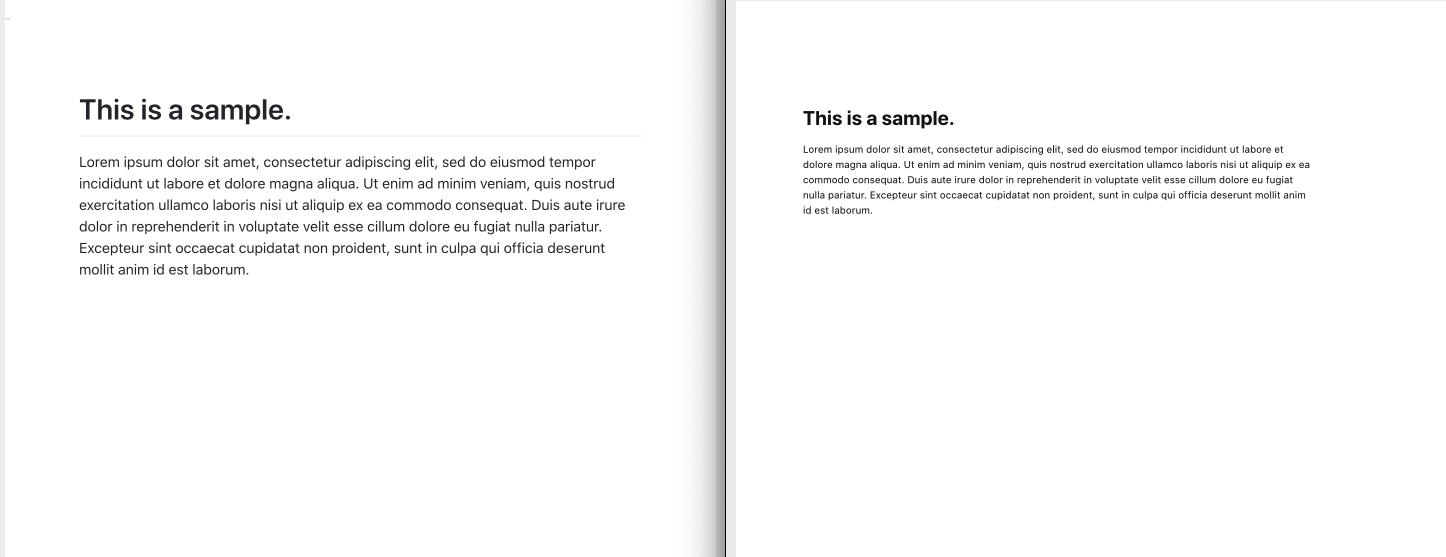 This is a sample.
Lorem ipsum dolor sit amet, consectetur adipiscing elit, sed do eiusmod tempor
incididunt ut labore et dolore magna aliqua. Ut enim ad minim veniam, quis nostrud
exercitation ullamco laboris nisi ut aliquip ex ea commodo consequat. Duis aute irure
dolor in reprehenderit in voluptate velit esse cillum dolore eu fugiat nulla pariatur.
Excepteur sint occaecat cupidatat non proident, sunt in culpa qui officia deserunt
mollit anim id est laborum.
This is a sample.
Lorem ipsum dolor sit amet, consectetur adipiscing elit, sed do eiusmod tempor incididunt ut labore et
dolore magna aliqua. Ut enim ad minim veniam, quis nostrud exercitation ullamco laboris nisi ut aliquip ex ea
commodo consequat. Duis aute irure dolor in reprehenderit in voluptate velit esse cillum dolore eu fugiat
nulla pariatur. Excepteur sint occaecat cupidatat non proident, sunt in culpa qui officia deserunt mollit anim
id est laborum.